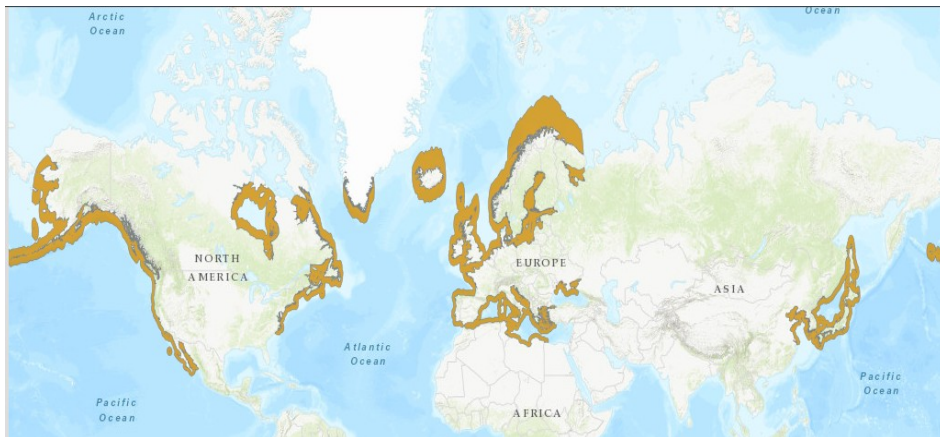 Arctic
Ocean
Ocean
NORTH
AMERICA
EUROPE
ASIA
Atlantic
Ocean
Pacific
Ocean
Pacific
Ocean
AFRICA